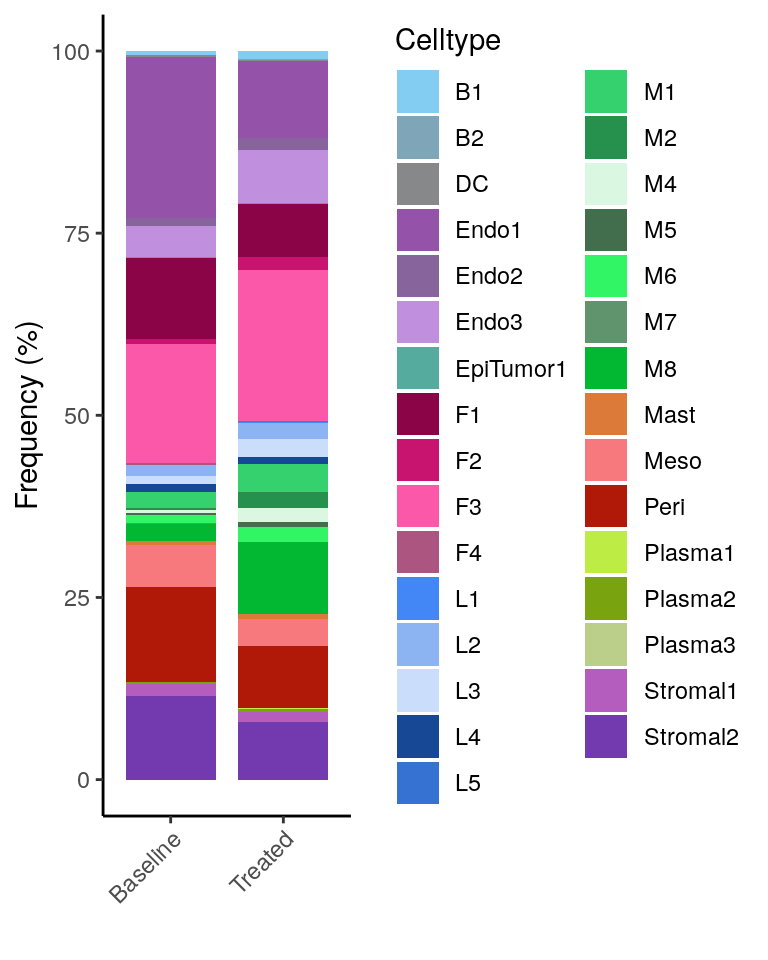 Celltype
100
75
50
25
0
Frequency (%)
Baseline
Treated
B1
B2
DC
Endo1
Endo2
Endo3
EpiTumor1
F1
F2
F3
F4
L1
L2
L3
L4
L5
M1
M2
M4
M5
M6
M7
M8
Mast
Meso
Peri
Plasma1
Plasma2
Plasma3
Stromal1
Stromal2